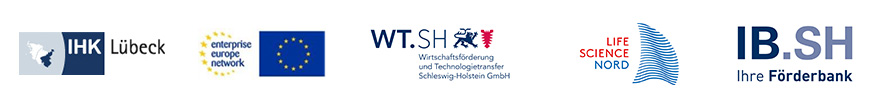 IHK Lübeck
enterprise
europe
network
WT.SH
Wirtschaftsförderung
und Technologietransfer
Schleswig-Holstein GmbH
LIFE
SCIENCE
NORD
IB.SH
Ihre Förderbank